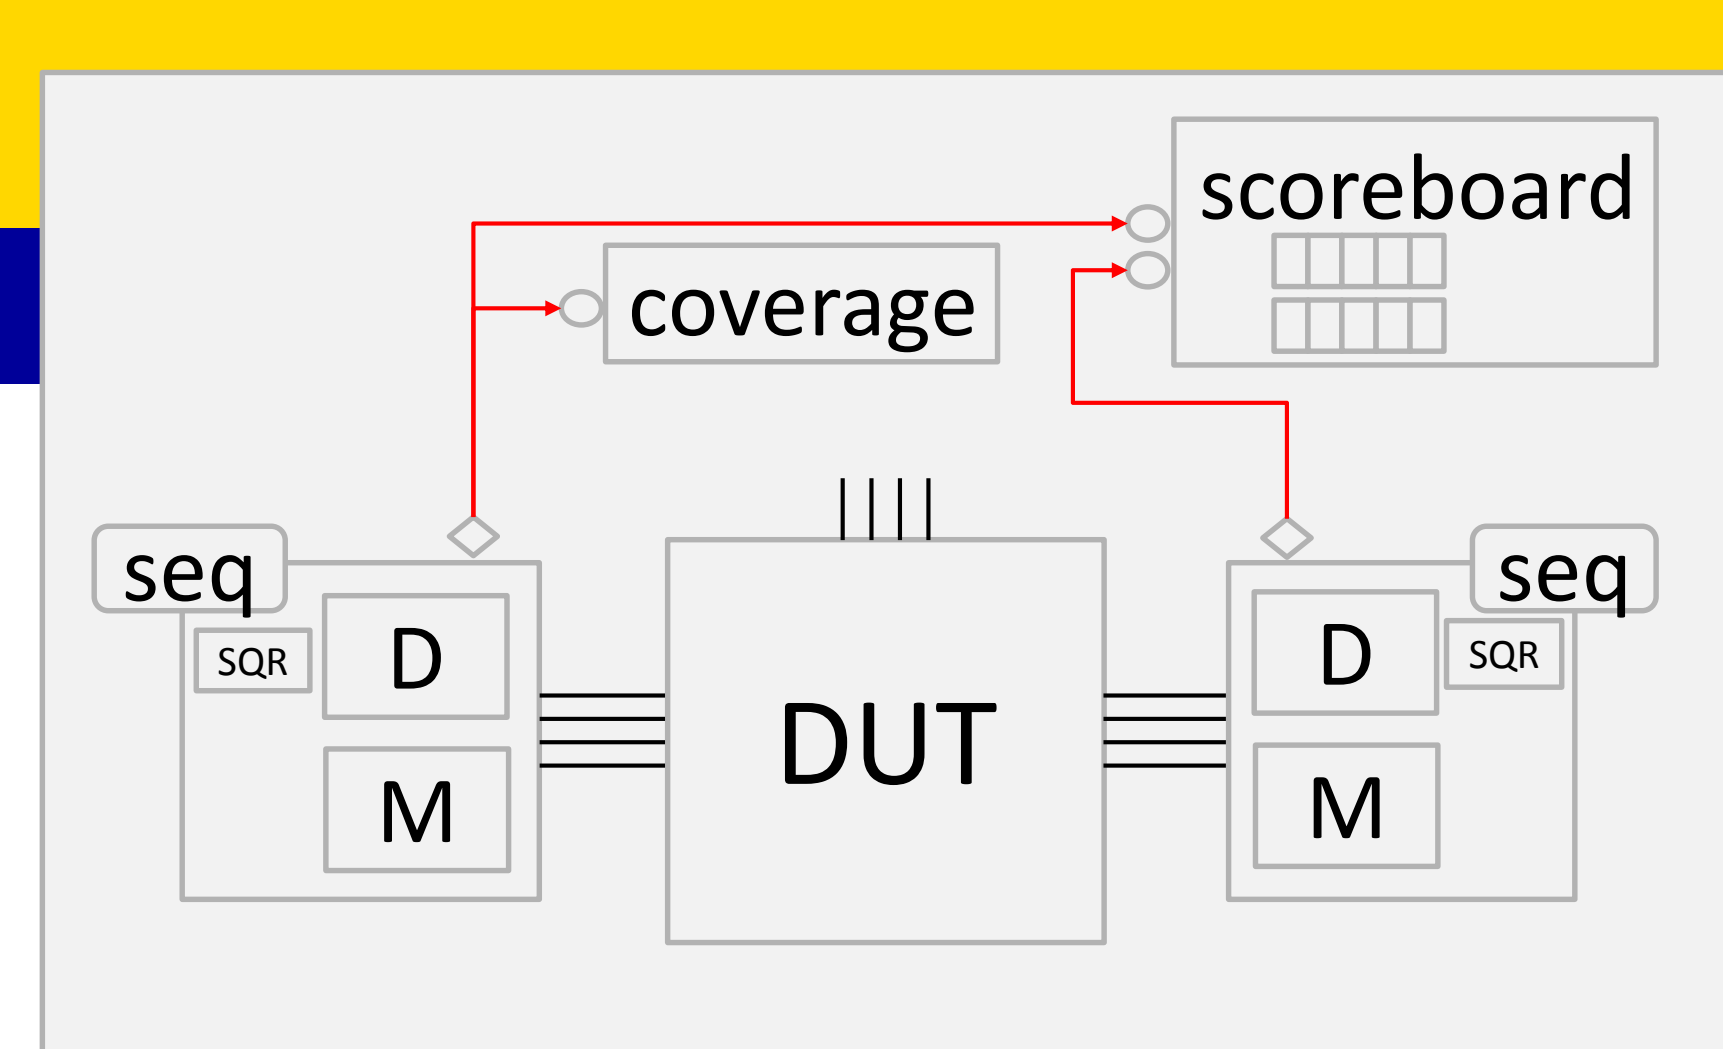 scoreboard
coverage
seq
seq
D
SQR
D
SQR
DUT
M
M